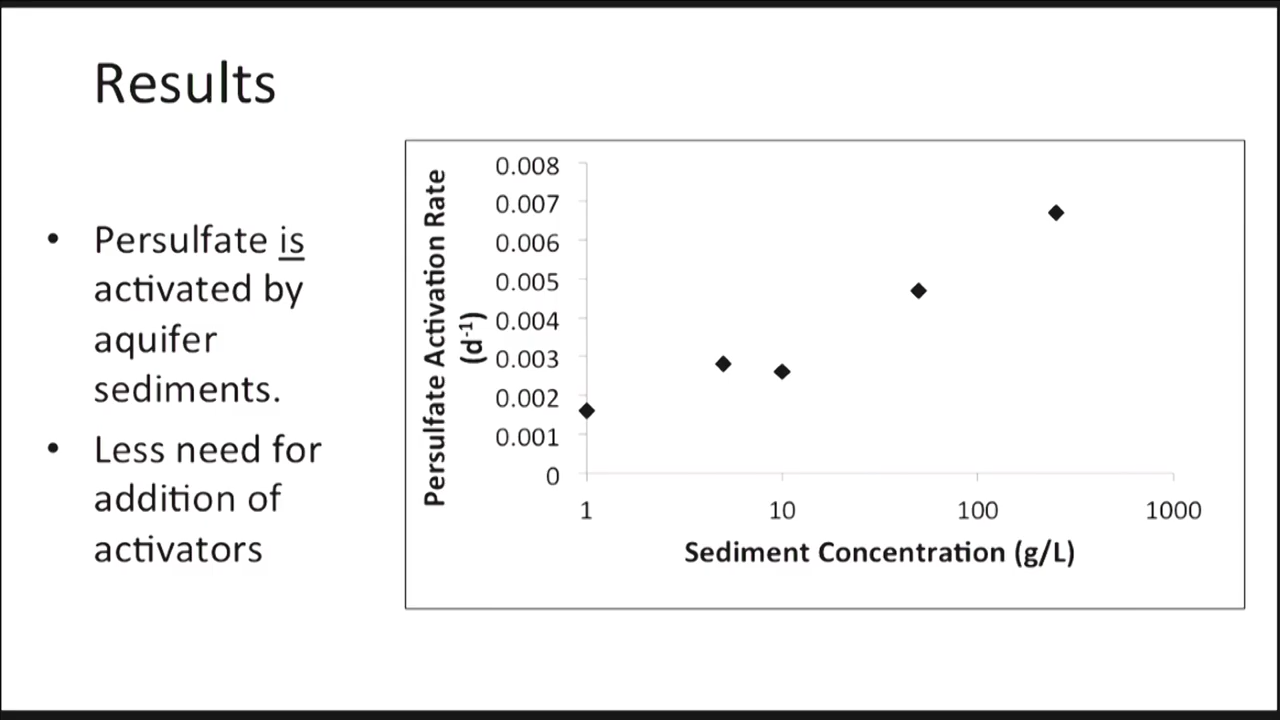 Results
• Persulfate is
activated by
aquifer
sediments.
• Less need for
addition of
activators
Persulfate Activation Rate
(d⁻¹)
0.008
0.007
0.006
0.005
0.004
0.003
0.002
0.001
0
1 10 100 1000
Sediment Concentration (g/L)